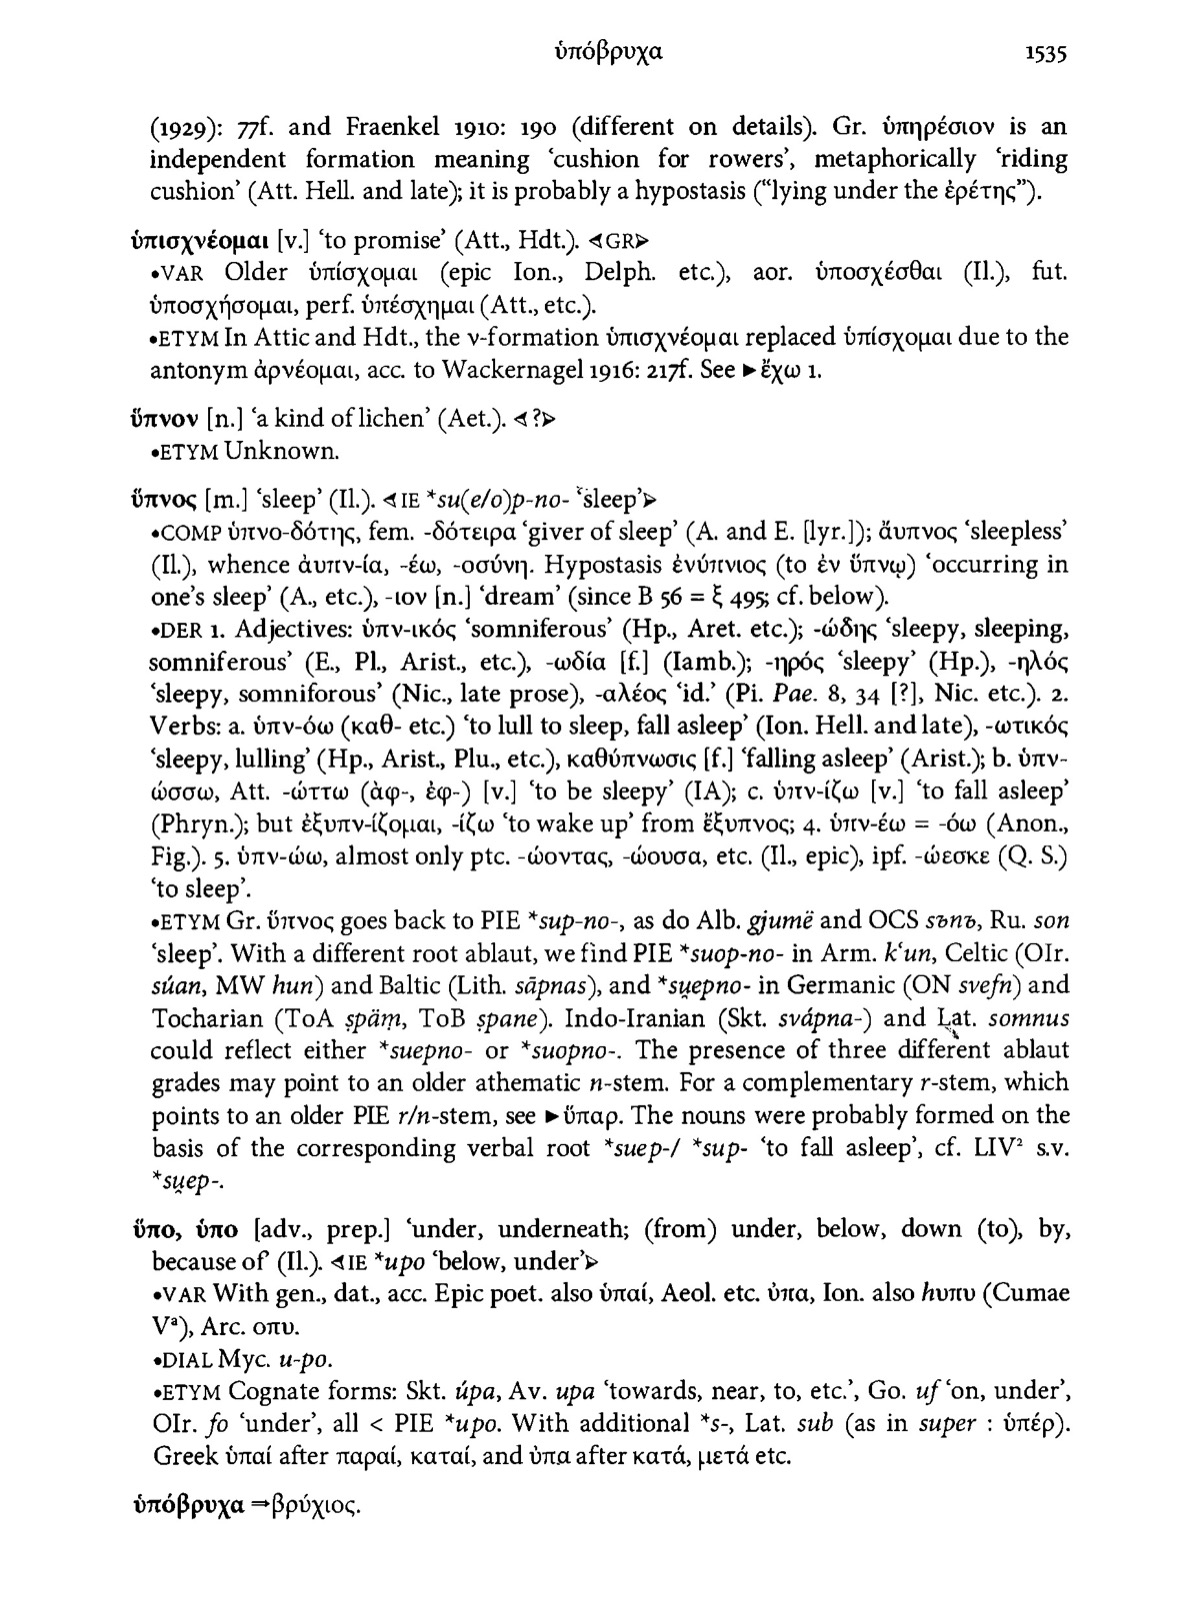 ὑπόβρυχα 1535
(1929): 77f. and Fraenkel 1910: 190 (different on details). Gr. ὑπηρέσιον is an
independent formation meaning ‘cushion for rowers’, metaphorically ‘riding
cushion’ (Att. Hell. and late); it is probably a hypostasis (“lying under the ἐρέτης”).
ὑπισχνέομαι [v.] ‘to promise’ (Att., Hdt.). ⊲GR⊳
•VAR Older ὑπίσχομαι (epic Ion., Delph. etc.), aor. ὑποσχέσθαι (Il.), fut.
ὑποσχήσομαι, perf. ὑπέσχημαι (Att., etc.).
•ETYM In Attic and Hdt., the ν-formation ὑπισχνέομαι replaced ὑπίσχομαι due to the
antonym ἀρνέομαι, acc. to Wackernagel 1916: 217f. See ►ἔχω 1.
ὕπνον [n.] ‘a kind of lichen’ (Aet.). ⊲?⊳
•ETYM Unknown.
ὕπνος [m.] ‘sleep’ (Il.). ⊲IE *su(e/o)p-no- ‘sleep’⊳
•COMP ὑπνο-δότης, fem. -δότειρα ‘giver of sleep’ (A. and E. [lyr.]); ἄυπνος ‘sleepless’
(Il.), whence ἀυπν-ία, -έω, -οσύνη. Hypostasis ἐνύπνιος (to ἐν ὕπνῳ) ‘occurring in
one’s sleep’ (A., etc.), -ιον [n.] ‘dream’ (since B 56 = ξ 495; cf. below).
•DER 1. Adjectives: ὑπν-ικός ‘somniferous’ (Hp., Aret. etc.); -ώδης ‘sleepy, sleeping,
somniferous’ (E., Pl., Arist., etc.), -ωδία [f.] (Iamb.); -ηρός ‘sleepy’ (Hp.), -ηλός
‘sleepy, somniforous’ (Nic., late prose), -αλέος ‘id.’ (Pi. Pae. 8, 34 [?], Nic. etc.). 2.
Verbs: a. ὑπν-όω (καθ- etc.) ‘to lull to sleep, fall asleep’ (Ion. Hell. and late), -ωτικός
‘sleepy, lulling’ (Hp., Arist., Plu., etc.), καθύπνωσις [f.] ‘falling asleep’ (Arist.); b. ὑπν-
ώσσω, Att. -ώττω (ἀφ-, ἐφ-) [v.] ‘to be sleepy’ (IA); c. ὑπν-ίζω [v.] ‘to fall asleep’
(Phryn.); but ἐξυπν-ίζομαι, -ίζω ‘to wake up’ from ἔξυπνος; 4. ὑπν-έω = -όω (Anon.,
Fig.). 5. ὑπν-ώω, almost only ptc. -ώοντας, -ώουσα, etc. (Il., epic), ipf. -ώεσκε (Q. S.)
‘to sleep’.
•ETYM Gr. ὕπνος goes back to PIE *sup-no-, as do Alb. gjumë and OCS sъnъ, Ru. son
‘sleep’. With a different root ablaut, we find PIE *suop-no- in Arm. kʿun, Celtic (OIr.
súan, MW hun) and Baltic (Lith. sãpnas), and *su̯epno- in Germanic (ON svefn) and
Tocharian (ToA ṣpäṃ, ToB ṣpane). Indo-Iranian (Skt. svápna-) and Lat. somnus
could reflect either *suepno- or *suopno-. The presence of three different ablaut
grades may point to an older athematic n-stem. For a complementary r-stem, which
points to an older PIE r/n-stem, see ►ὕπαρ. The nouns were probably formed on the
basis of the corresponding verbal root *suep-/ *sup- ‘to fall asleep’, cf. LIV² s.v.
*su̯ep-.
ὕπο, ὑπο [adv., prep.] ‘under, underneath; (from) under, below, down (to), by,
because of’ (Il.). ⊲IE *upo ‘below, under’⊳
•VAR With gen., dat., acc. Epic poet. also ὑπαί, Aeol. etc. ὐπα, Ion. also hυπυ (Cumae
Vᵃ), Arc. οπυ.
•DIAL Myc. u-po.
•ETYM Cognate forms: Skt. úpa, Av. upa ‘towards, near, to, etc.’, Go. uf ‘on, under’,
OIr. fo ‘under’, all < PIE *upo. With additional *s-, Lat. sub (as in super : ὑπέρ).
Greek ὑπαί after παραί, καταί, and ὐπα after κατά, μετά etc.
ὑπόβρυχα ⇒βρύχιος.